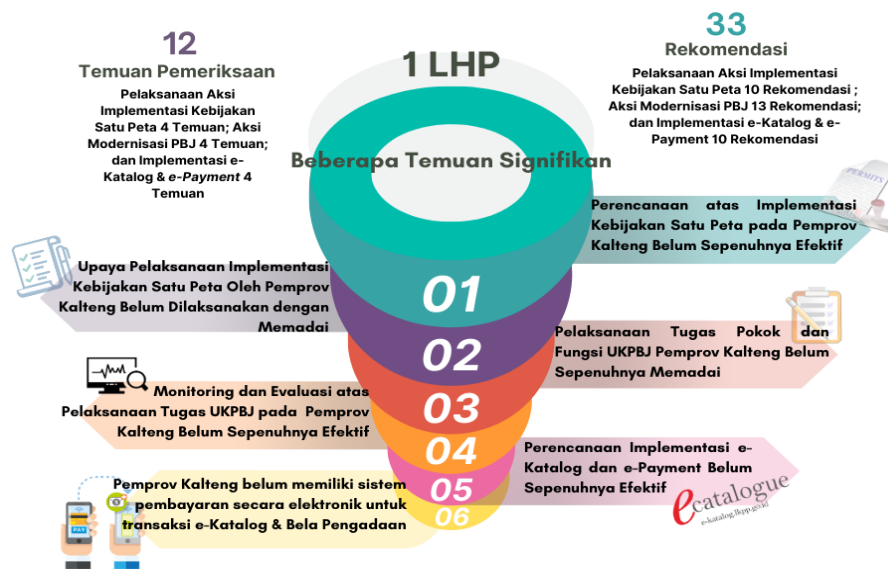 12
Temuan Pemeriksaan
Pelaksanaan Aksi
Implementasi Kebijakan
Satu Peta 4 Temuan; Aksi
Modernisasi PBJ 4 Temuan;
dan Implementasi e-
Katalog & e-Payment 4
Temuan
1 LHP
Beberapa Temuan Signifikan
33
Rekomendasi
Pelaksanaan Aksi Implementasi
Kebijakan Satu Peta 10 Rekomendasi ;
Aksi Modernisasi PBJ 13 Rekomendasi;
dan Implementasi e-Katalog & e-
Payment 10 Rekomendasi
PERMITS
01
Perencanaan atas Implementasi
Kebijakan Satu Peta pada Pemprov
Kalteng Belum Sepenuhnya Efektif
02
Upaya Pelaksanaan Implementasi
Kebijakan Satu Peta Oleh Pemprov
Kalteng Belum Dilaksanakan dengan
Memadai
03
Pelaksanaan Tugas Pokok dan
Fungsi UKPBJ Pemprov Kalteng Belum
Sepenuhnya Memadai
04
Monitoring dan Evaluasi atas
Pelaksanaan Tugas UKPBJ pada Pemprov
Kalteng Belum Sepenuhnya Efektif
05
Perencanaan Implementasi e-
Katalog dan e-Payment Belum
Sepenuhnya Efektif
ecatalogue
e-katalog.lkpp.go.id
06
Pemprov Kalteng belum memiliki sistem
pembayaran secara elektronik untuk
transaksi e-Katalog & Bela Pengadaan
PAY